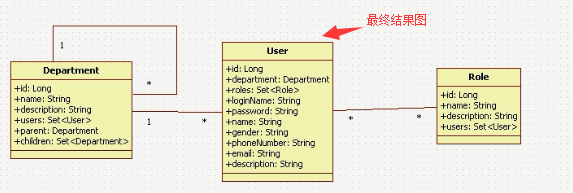 最终结果图
1
*
Department
+id: Long
+name: String
+description: String
+users: Set<User>
+parent: Department
+children: Set<Department>
1
*
User
+id: Long
+department: Department
+roles: Set<Role>
+loginName: String
+password: String
+name: String
+gender: String
+phoneNumber: String
+email: String
+description: String
*
*
Role
+id: Long
+name: String
+description: String
+users: Set<User>